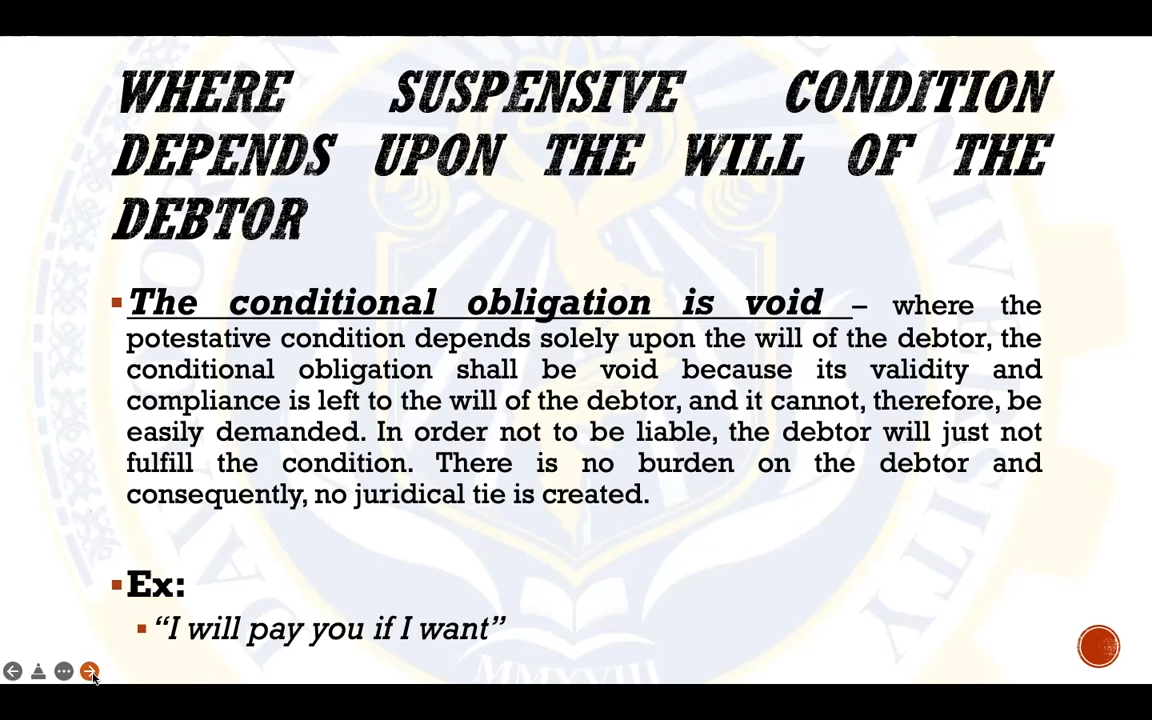 WHERE SUSPENSIVE CONDITION
DEPENDS UPON THE WILL OF THE
DEBTOR
The conditional obligation is void – where the
potestative condition depends solely upon the will of the debtor, the
conditional obligation shall be void because its validity and
compliance is left to the will of the debtor, and it cannot, therefore, be
easily demanded. In order not to be liable, the debtor will just not
fulfill the condition. There is no burden on the debtor and
consequently, no juridical tie is created.
Ex:
“I will pay you if I want”
MMXVIII